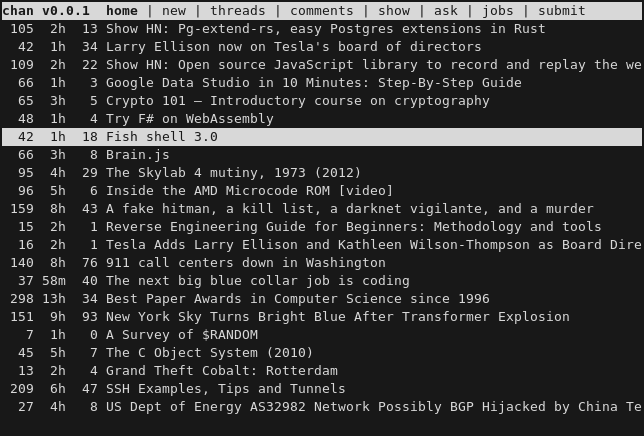 chan v0.0.1 home | new | threads | comments | show | ask | jobs | submit
105 2h 13 Show HN: Pg-extend-rs, easy Postgres extensions in Rust
42 1h 34 Larry Ellison now on Tesla's board of directors
109 2h 22 Show HN: Open source JavaScript library to record and replay the we
66 1h 3 Google Data Studio in 10 Minutes: Step-By-Step Guide
65 3h 5 Crypto 101 – Introductory course on cryptography
48 1h 4 Try F# on WebAssembly
42 1h 18 Fish shell 3.0
66 3h 8 Brain.js
95 4h 29 The Skylab 4 mutiny, 1973 (2012)
96 5h 6 Inside the AMD Microcode ROM [video]
159 8h 43 A fake hitman, a kill list, a darknet vigilante, and a murder
15 2h 1 Reverse Engineering Guide for Beginners: Methodology and tools
16 2h 1 Tesla Adds Larry Ellison and Kathleen Wilson-Thompson as Board Dire
140 8h 76 911 call centers down in Washington
37 58m 40 The next big blue collar job is coding
298 13h 34 Best Paper Awards in Computer Science since 1996
151 9h 93 New York Sky Turns Bright Blue After Transformer Explosion
7 1h 0 A Survey of $RANDOM
45 5h 7 The C Object System (2010)
13 2h 4 Grand Theft Cobalt: Rotterdam
209 6h 47 SSH Examples, Tips and Tunnels
27 4h 8 US Dept of Energy AS32982 Network Possibly BGP Hijacked by China Te